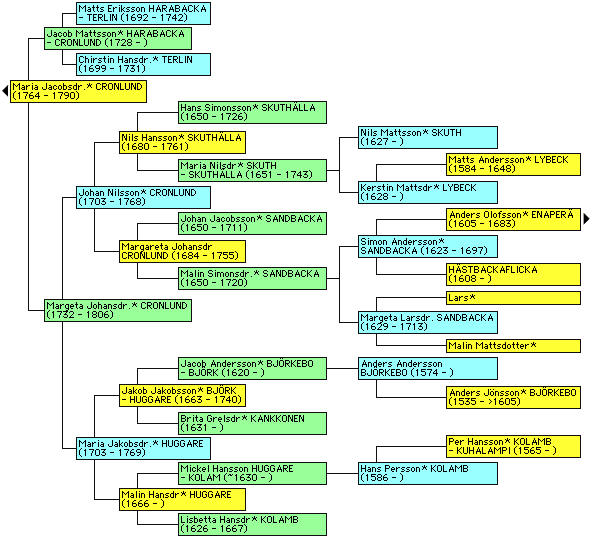 Matts Eriksson HARABACKA
- TERLIN (1692 - 1742)
Jacob Mattsson* HARABACKA
- CRONLUND (1728 - )
Chirstin Hansdr.* TERLIN
(1699 - 1731)
Maria Jacobsdr.* CRONLUND
(1764 - 1790)
Hans Simonsson* SKUTHÄLLA
(1650 - 1726)
Nils Hansson* SKUTHÄLLA
(1680 - 1761)
Maria Nilsdr* SKUTH
- SKUTHALLA (1651 - 1743)
Nils Mattsson* SKUTH
(1627 - )
Matts Andersson* LYBECK
(1584 - 1648)
Kerstin Mattsdr* LYBECK
(1628 - )
Johan Nilsson* CRONLUND
(1703 - 1768)
Johan Jacobsson* SANDBACKA
(1650 - 1711)
Margareta Johansdr
CRONLUND (1684 - 1755)
Malin Simonsdr.* SANDBACKA
(1650 - 1720)
Anders Olofsson* ENAPERÄ
(1605 - 1683)
Simon Andersson*
SANDBACKA (1623 - 1697)
HÄSTBACKAFLICKA
(1608 - )
Lars*
Margeta Larsdr. SANDBACKA
(1629 - 1713)
Malin Mattsdotter*
Margeta Johansdr.* CRONLUND
(1732 - 1806)
Jacob Andersson* BJÖRKEBO
- BJÖRK (1620 - )
Anders Andersson
BJÖRKEBO (1574 - )
Anders Jönsson* BJÖRKEBO
(1535 - >1605)
Jakob Jakobsson* BJÖRK
- HUGGARE (1663 - 1740)
Brita Grelsdr* KANKKONEN
(1631 - )
Maria Jakobsdr.* HUGGARE
(1703 - 1769)
Mickel Hansson HUGGARE
- KOLAM (~1630 - )
Per Hansson* KOLAMB
- KUHALAMPI (1565 - )
Hans Persson* KOLAMB
(1586 - )
Malin Hansdr* HUGGARE
(1666 - )
Lisbetta Hansdr* KOLAMB
(1626 - 1667)